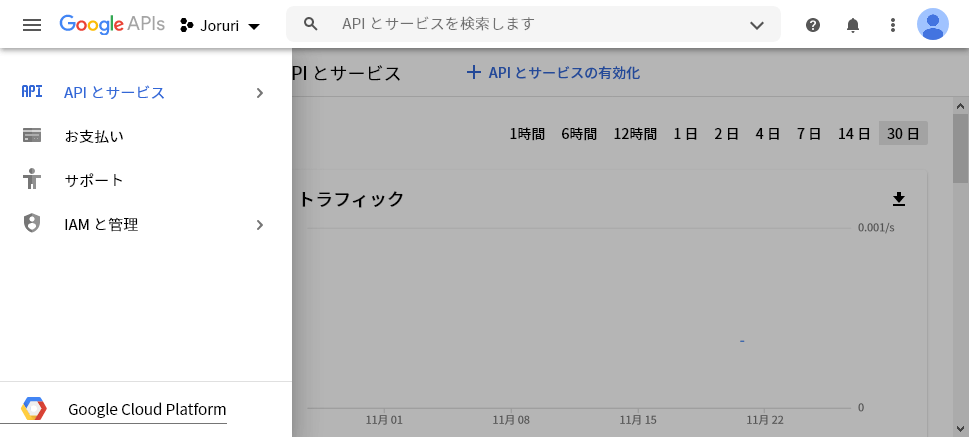 Google APIs Joruri API とサービスを検索します
API API とサービス
お支払い
サポート
IAM と管理
Google Cloud Platform
PI とサービス + API とサービスの有効化
1時間 6時間 12時間 1 日 2 日 4 日 7 日 14 日 30 日
トラフィック
0.001/s
-
0
11月 01 11月 08 11月 15 11月 22